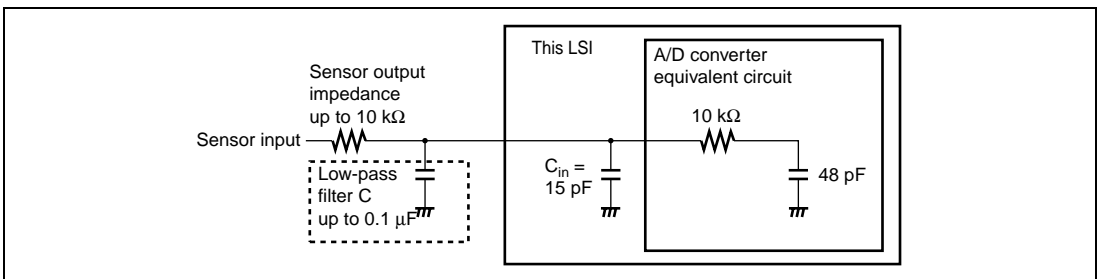 This LSI
A/D converter
equivalent circuit
Sensor output
impedance
up to 10 kΩ
10 kΩ
Sensor input
Low-pass
filter C
up to 0.1 μF
Cin =
15 pF
48 pF